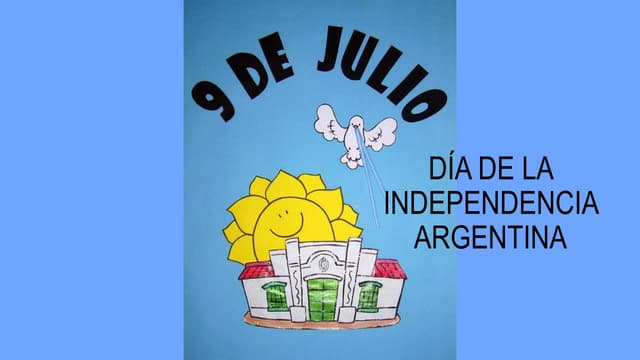 9 DE JULIO
DÍA DE LA
INDEPENDENCIA
ARGENTINA